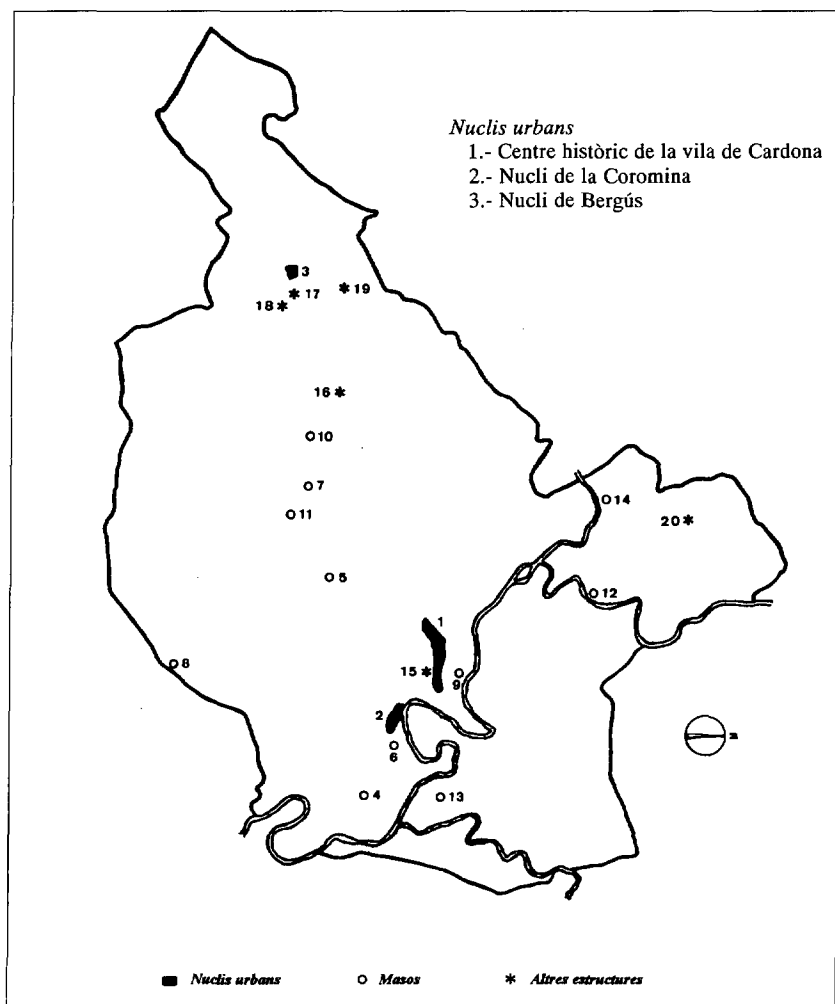 Nuclis urbans
1.- Centre històric de la vila de Cardona
2.- Nucli de la Coromina
3.- Nucli de Bergús
3
17
19
18
16
10
7
14
11
20
5
12
1
8
15
9
2
6
4
13
Nuclis urbans
Masos
Altres estructures